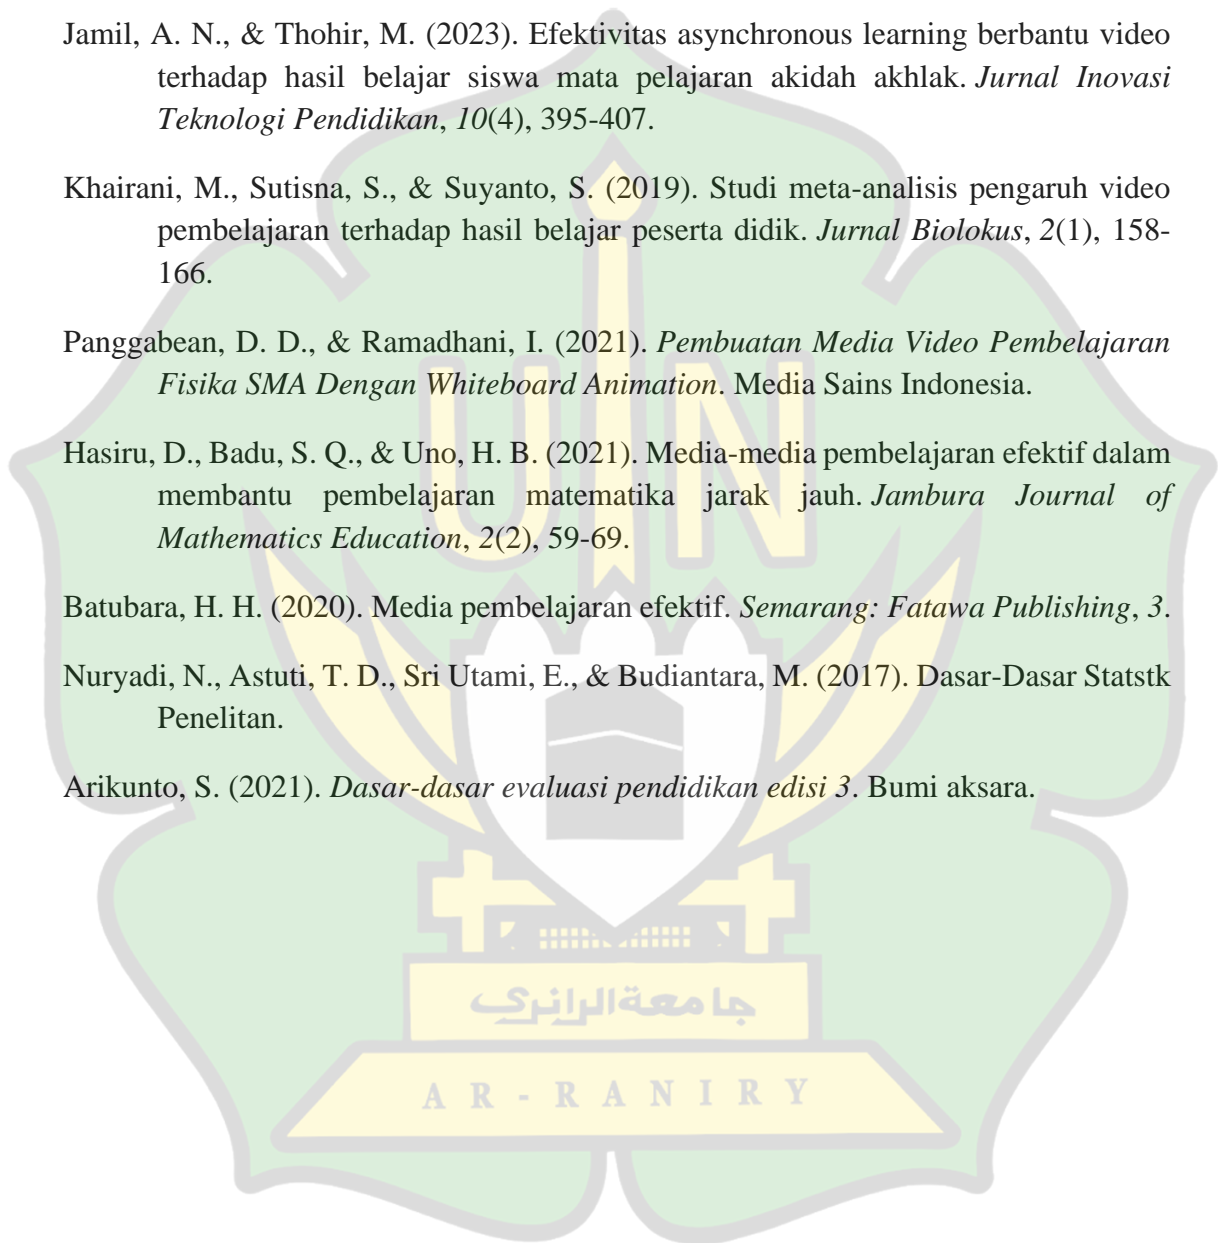 Jamil, A. N., & Thohir, M. (2023). Efektivitas asynchronous learning berbantu video
terhadap hasil belajar siswa mata pelajaran akidah akhlak. Jurnal Inovasi
Teknologi Pendidikan, 10(4), 395-407.
Khairani, M., Sutisna, S., & Suyanto, S. (2019). Studi meta-analisis pengaruh video
pembelajaran terhadap hasil belajar peserta didik. Jurnal Biolokus, 2(1), 158-
166.
Panggabean, D. D., & Ramadhani, I. (2021). Pembuatan Media Video Pembelajaran
Fisika SMA Dengan Whiteboard Animation. Media Sains Indonesia.
Hasiru, D., Badu, S. Q., & Uno, H. B. (2021). Media-media pembelajaran efektif dalam
membantu pembelajaran matematika jarak jauh. Jambura Journal of
Mathematics Education, 2(2), 59-69.
Batubara, H. H. (2020). Media pembelajaran efektif. Semarang: Fatawa Publishing, 3.
Nuryadi, N., Astuti, T. D., Sri Utami, E., & Budiantara, M. (2017). Dasar-Dasar Statstk
Penelitan.
Arikunto, S. (2021). Dasar-dasar evaluasi pendidikan edisi 3. Bumi aksara.
UIN
جامعة الرانري
AR-RANIRY